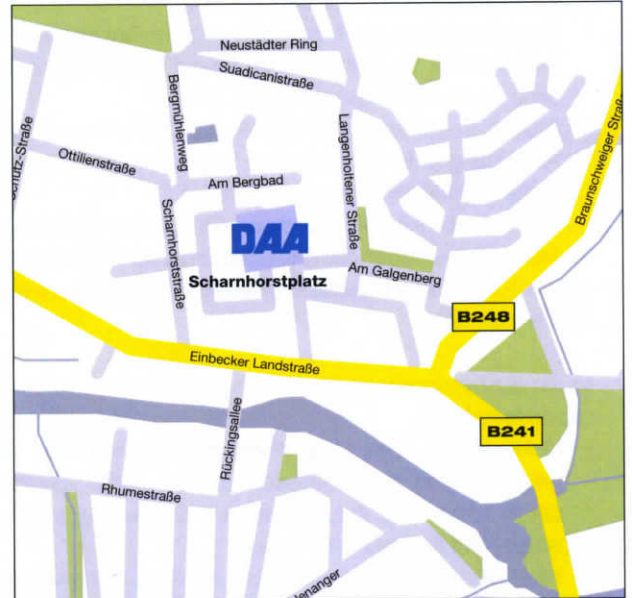 Neustädter Ring
Suadicanistraße
Bergmühlenweg
Langenholtener Straße
Braunschweiger Straße
Ottilienstraße
Am Bergbad
Scharnhorststraße
DAA
Am Galgenberg
Scharnhorstplatz
B248
Einbecker Landstraße
B241
Rückingsallee
Rhumestraße